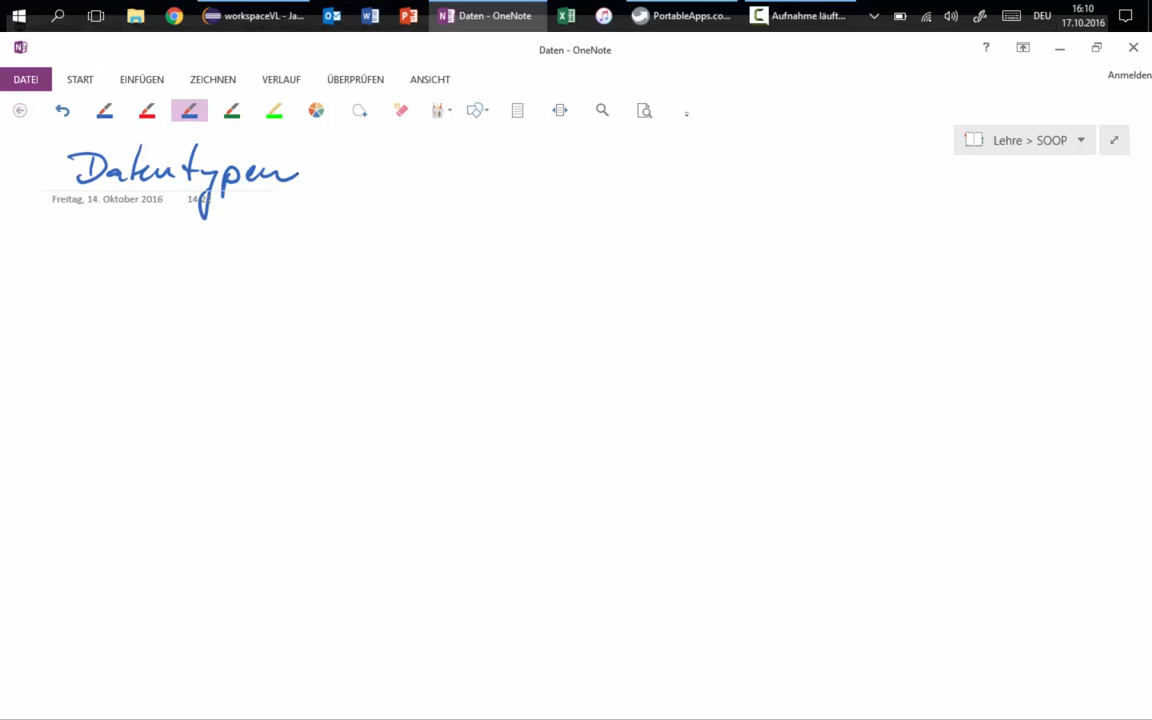 workspaceVL - Ja...
Daten - OneNote
PortableApps.co...
Aufnahme läuft...
DEU
16:10
17.10.2016
Daten - OneNote
?
Anmelden
DATEI
START
EINFÜGEN
ZEICHNEN
VERLAUF
ÜBERPRÜFEN
ANSICHT
Lehre > SOOP
Datentypen
Freitag, 14. Oktober 2016